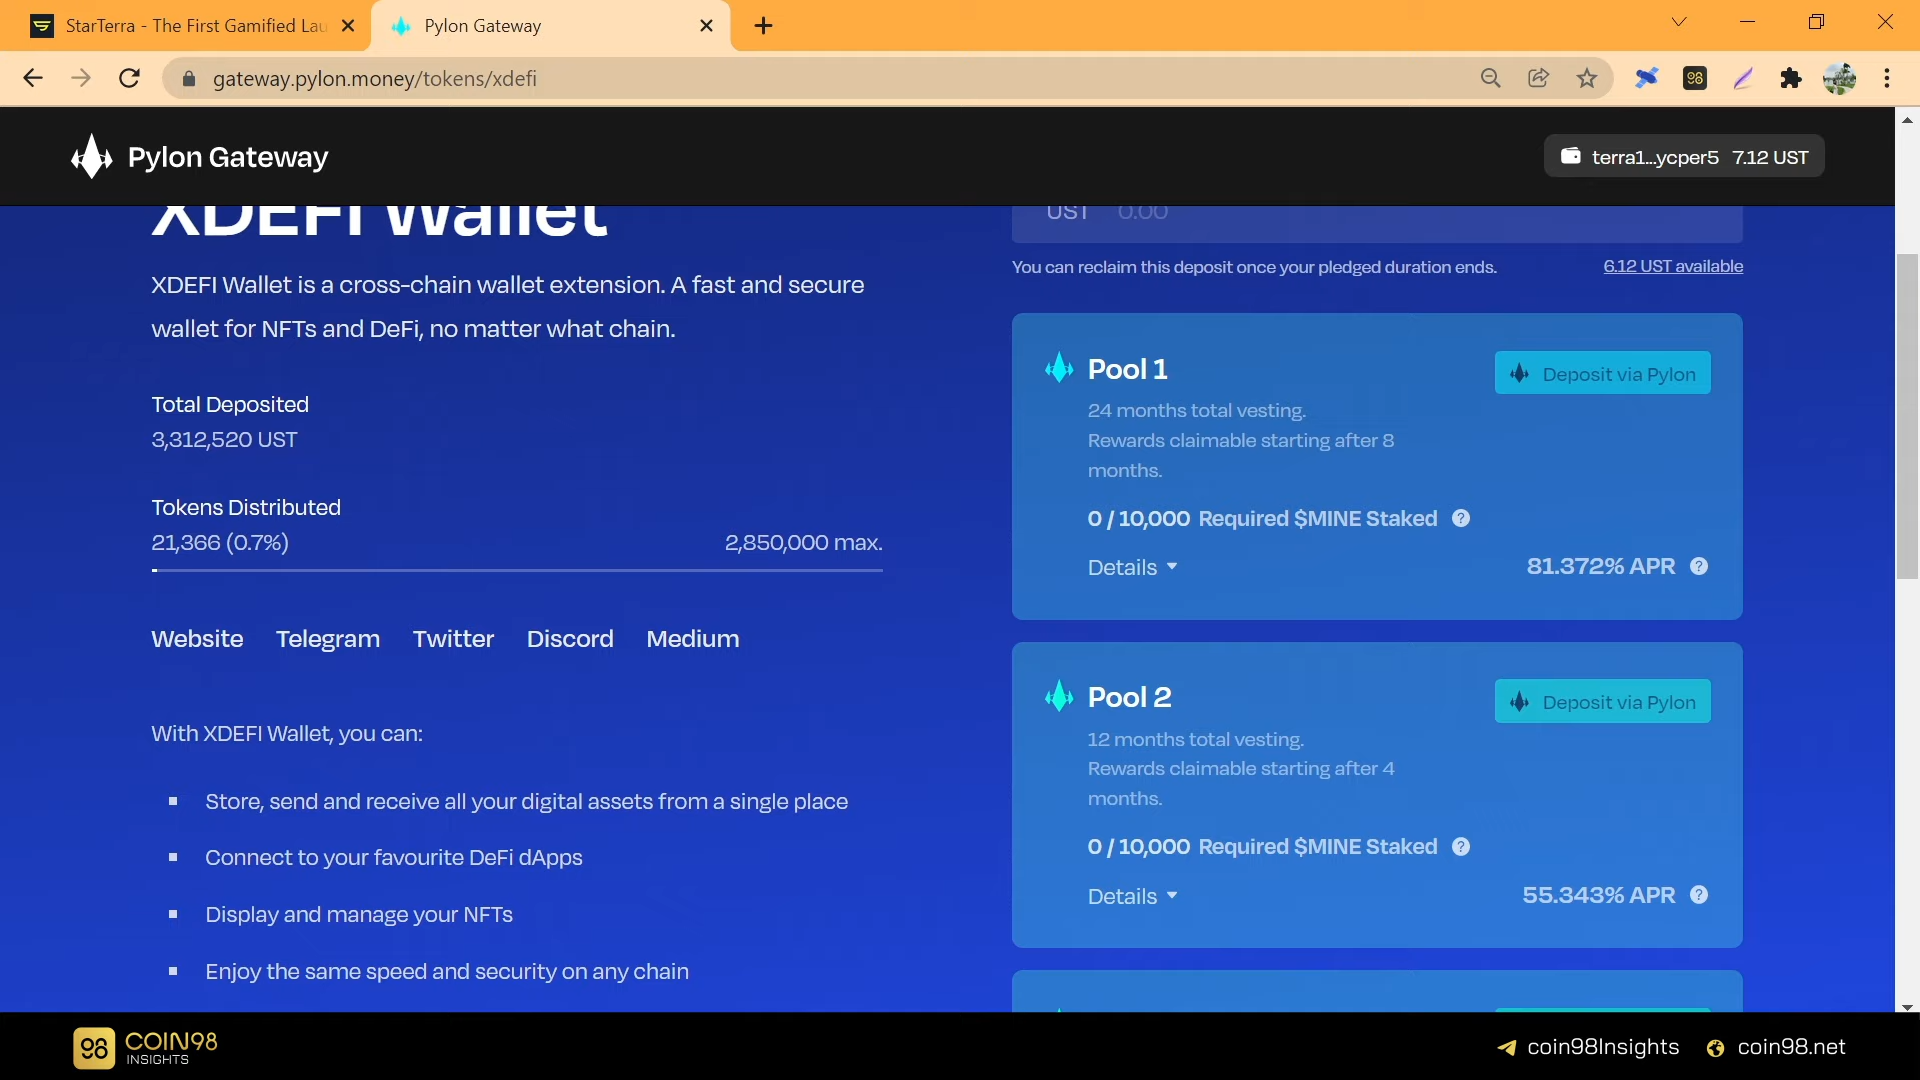 StarTerra - The First Gamified Lau
Pylon Gateway
gateway.pylon.money/tokens/xdefi
98
Pylon Gateway
terra1...ycper5 7.12 UST
XDEFI Wallet
XDEFI Wallet is a cross-chain wallet extension. A fast and secure
wallet for NFTs and DeFi, no matter what chain.
Total Deposited
3,312,520 UST
Tokens Distributed
21,366 (0.7%)
2,850,000 max.
Website Telegram Twitter Discord Medium
With XDEFI Wallet, you can:
Store, send and receive all your digital assets from a single place
Connect to your favourite DeFi dApps
Display and manage your NFTs
Enjoy the same speed and security on any chain
UST 0.00
You can reclaim this deposit once your pledged duration ends.
6.12 UST available
Pool 1
Deposit via Pylon
24 months total vesting.
Rewards claimable starting after 8
months.
0 / 10,000 Required $MINE Staked ?
Details
81.372% APR ?
Pool 2
Deposit via Pylon
12 months total vesting.
Rewards claimable starting after 4
months.
0 / 10,000 Required $MINE Staked ?
Details
55.343% APR ?
98
COIN98
INSIGHTS
coin98Insights
coin98.net